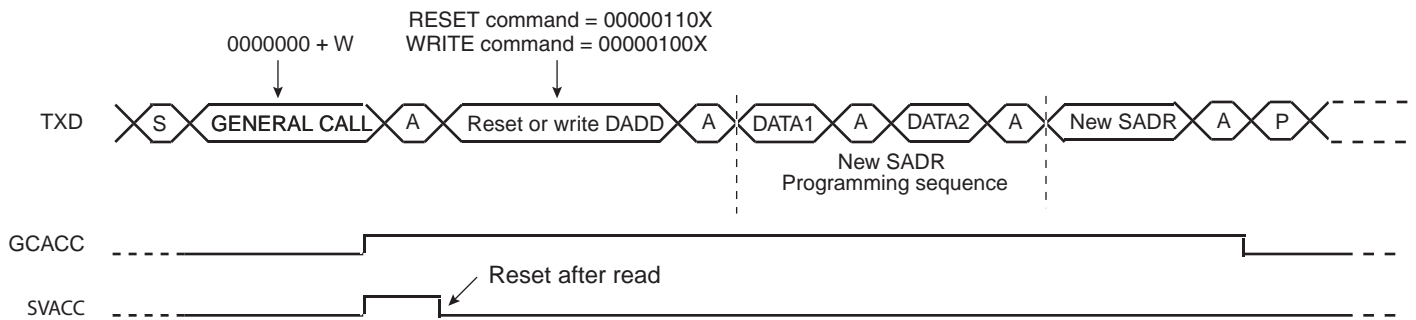 RESET command = 00000110X
0000000 + W
WRITE command = 00000100X
TXD
S
GENERAL CALL
A
Reset or write DADD
A
DATA1
A
DATA2
A
New SADR
A
P
New SADR
Programming sequence
GCACC
Reset after read
SVACC